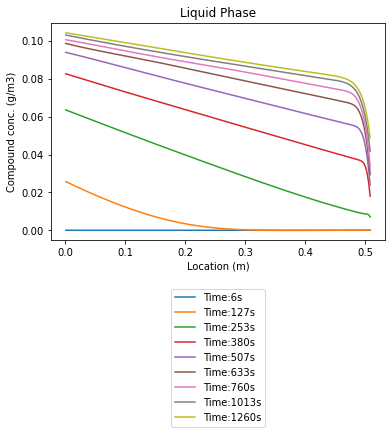 Liquid Phase
Compound conc. (g/m3)
0.10
0.08
0.06
0.04
0.02
0.00
0.0 0.1 0.2 0.3 0.4 0.5
Location (m)
Time:6s
Time:127s
Time:253s
Time:380s
Time:507s
Time:633s
Time:760s
Time:1013s
Time:1260s